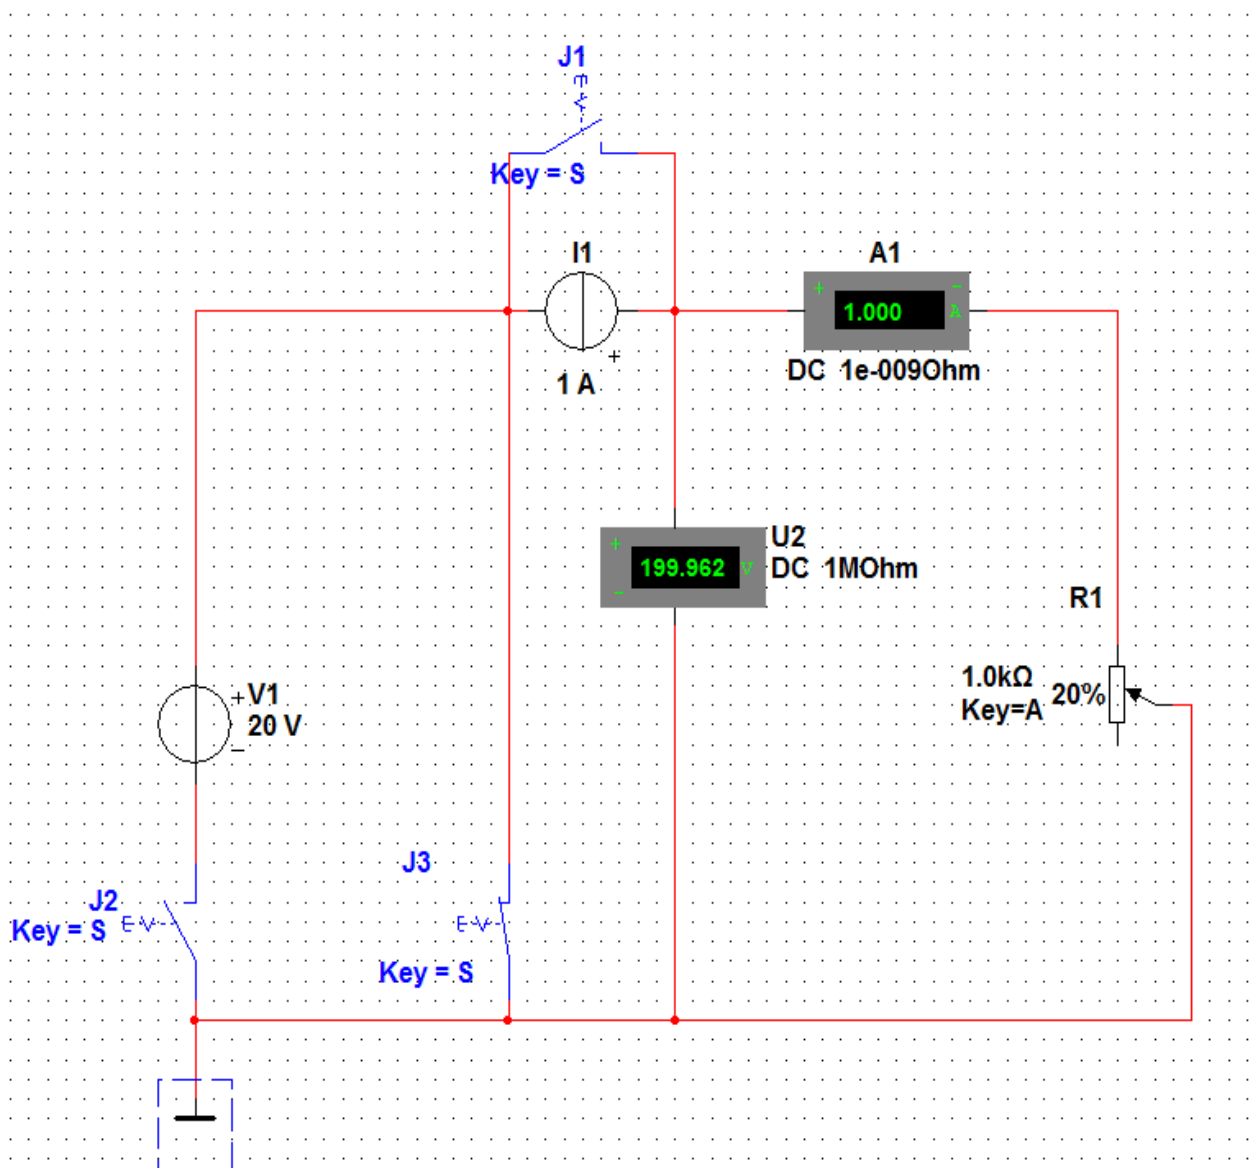 J1
Key = S
I1
1 A
A1
+ -
1.000 A
DC 1e-009Ohm
U2
DC 1MOhm
+
199.962 V
-
R1
1.0kΩ
20%
Key=A
+ V1
20 V
-
J2
Key = S
J3
Key = S
+